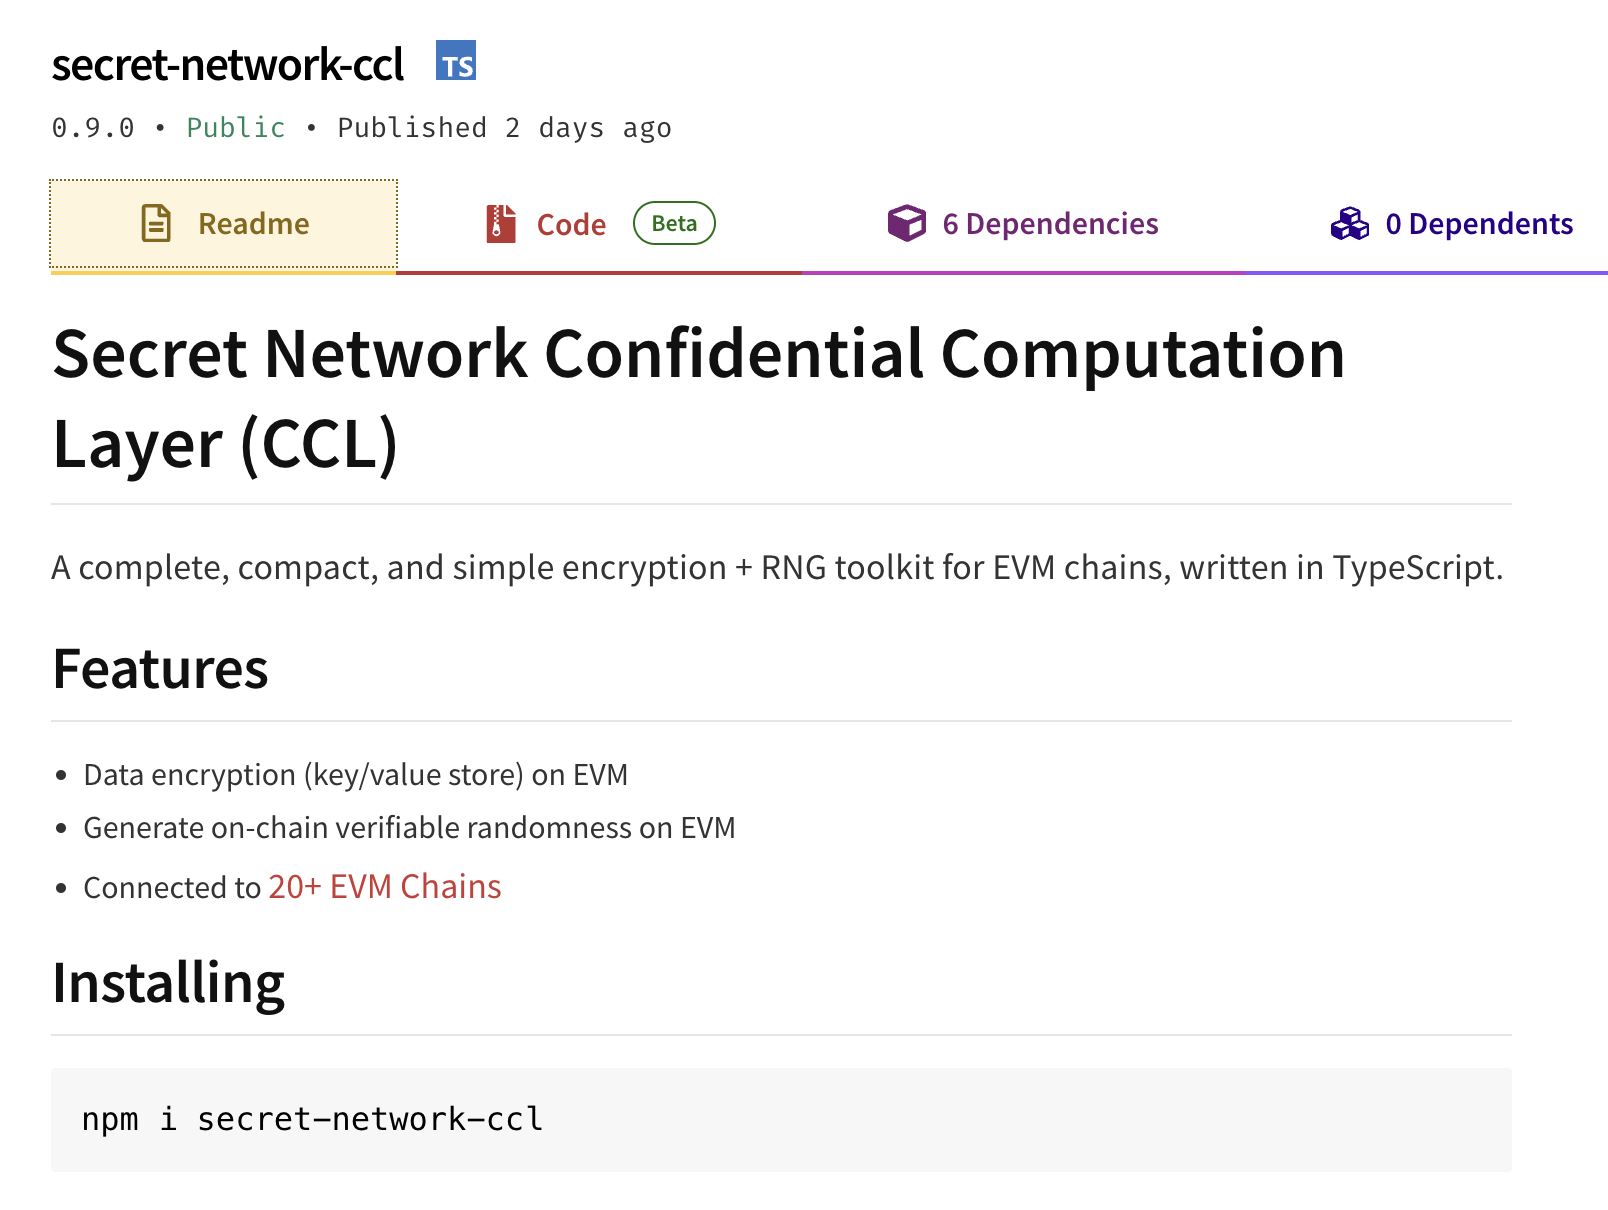 secret-network-ccl TS
0.9.0 • Public • Published 2 days ago
Readme Code Beta 6 Dependencies 0 Dependents
Secret Network Confidential Computation
Layer (CCL)
A complete, compact, and simple encryption + RNG toolkit for EVM chains, written in TypeScript.
Features
• Data encryption (key/value store) on EVM
• Generate on-chain verifiable randomness on EVM
• Connected to 20+ EVM Chains
Installing
npm i secret-network-ccl